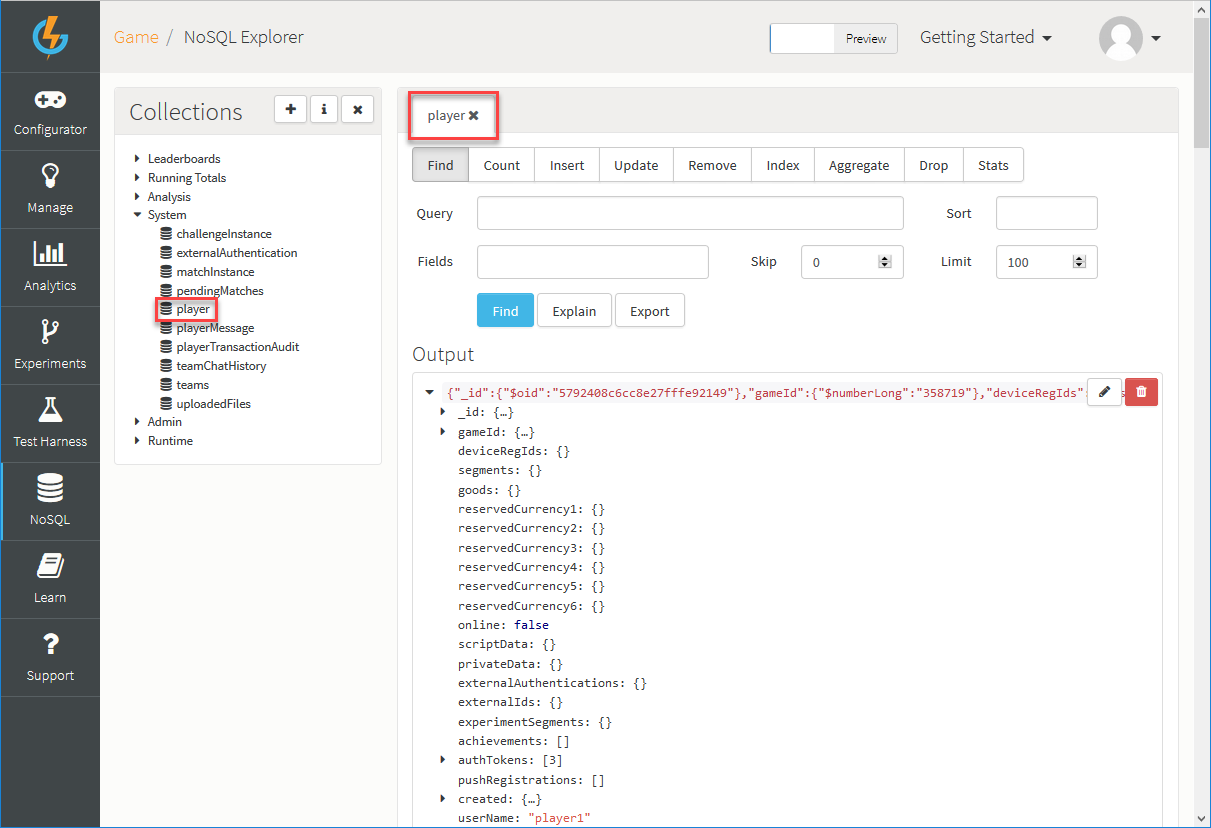 Game / NoSQL Explorer
Preview
Getting Started
Configurator
Manage
Analytics
Experiments
Test Harness
NoSQL
Learn
Support
Collections
Leaderboards
Running Totals
Analysis
System
challengeInstance
externalAuthentication
matchInstance
pendingMatches
player
playerMessage
playerTransactionAudit
teamChatHistory
teams
uploadedFiles
Admin
Runtime
player
Find Count Insert Update Remove Index Aggregate Drop Stats
Query Sort
Fields Skip 0 Limit 100
Find Explain Export
Output
{"_id":{"$oid":"5792408c6cc8e27fffe92149"},"gameId":{"$numberLong":"358719"},"deviceRegIds"
_id: {…}
gameId: {…}
deviceRegIds: {}
segments: {}
goods: {}
reservedCurrency1: {}
reservedCurrency2: {}
reservedCurrency3: {}
reservedCurrency4: {}
reservedCurrency5: {}
reservedCurrency6: {}
online: false
scriptData: {}
privateData: {}
externalAuthentications: {}
externalIds: {}
experimentSegments: {}
achievements: []
authTokens: [3]
pushRegistrations: []
created: {…}
userName: "player1"